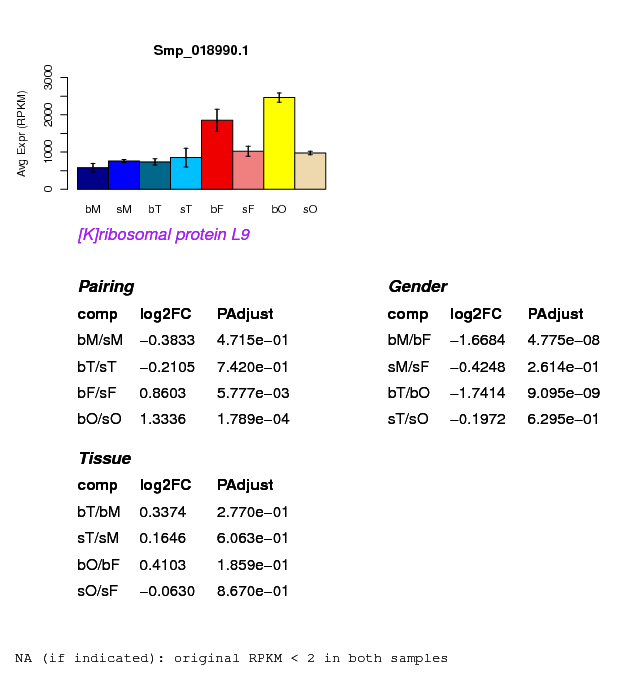 Smp_018990.1
Avg Expr (RPKM)
3000
2000
1000
0
bM sM bT sT bF sF bO sO
[K]ribosomal protein L9
Pairing
comp log2FC PAdjust
bM/sM −0.3833 4.715e−01
bT/sT −0.2105 7.420e−01
bF/sF 0.8603 5.777e−03
bO/sO 1.3336 1.789e−04
Gender
comp log2FC PAdjust
bM/bF −1.6684 4.775e−08
sM/sF −0.4248 2.614e−01
bT/bO −1.7414 9.095e−09
sT/sO −0.1972 6.295e−01
Tissue
comp log2FC PAdjust
bT/bM 0.3374 2.770e−01
sT/sM 0.1646 6.063e−01
bO/bF 0.4103 1.859e−01
sO/sF −0.0630 8.670e−01
NA (if indicated): original RPKM < 2 in both samples